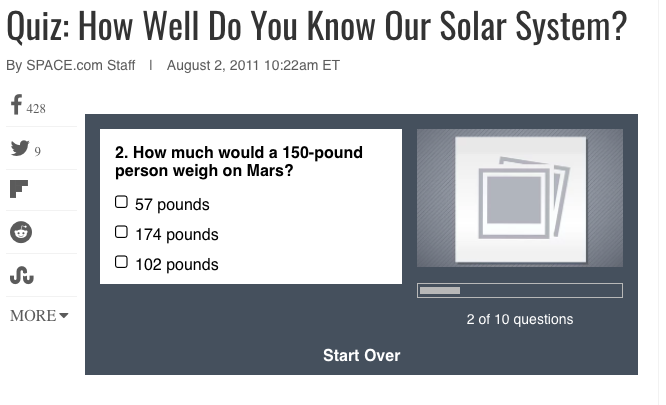 Quiz: How Well Do You Know Our Solar System?
By SPACE.com Staff | August 2, 2011 10:22am ET
428
9
MORE
2. How much would a 150-pound
person weigh on Mars?
57 pounds
174 pounds
102 pounds
2 of 10 questions
Start Over